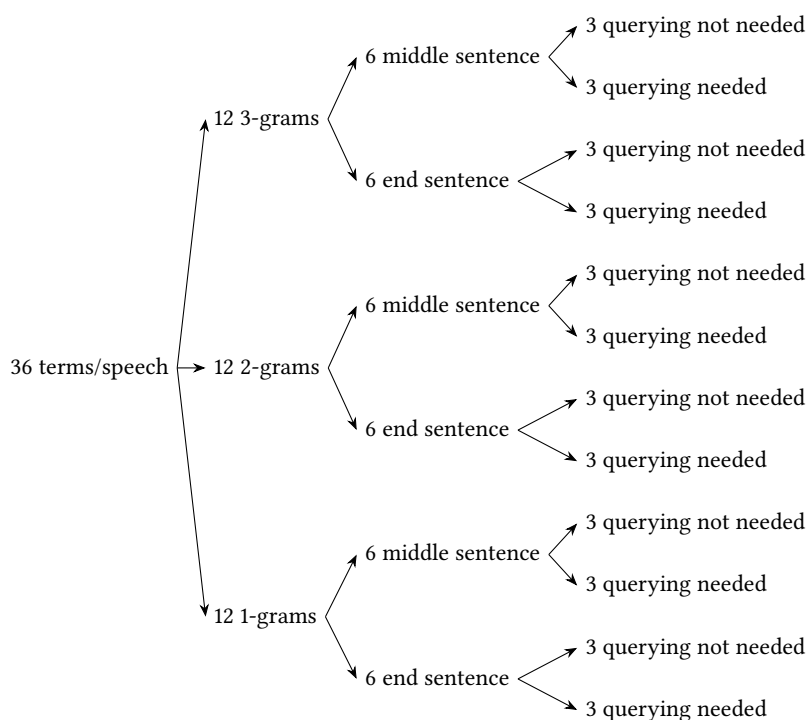 3 querying not needed
6 middle sentence
3 querying needed
12 3-grams
3 querying not needed
6 end sentence
3 querying needed
3 querying not needed
6 middle sentence
3 querying needed
36 terms/speech
12 2-grams
3 querying not needed
6 end sentence
3 querying needed
3 querying not needed
6 middle sentence
3 querying needed
12 1-grams
3 querying not needed
6 end sentence
3 querying needed